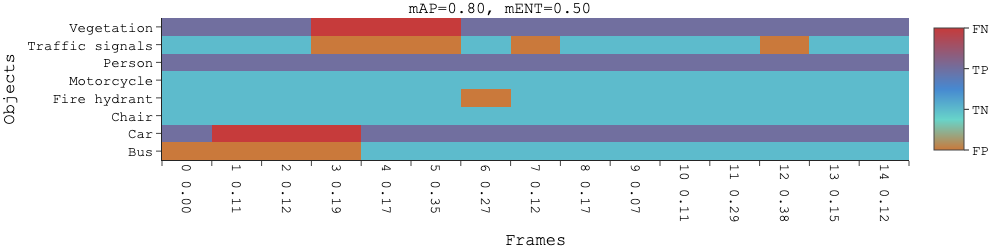 mAP=0.80, mENT=0.50
Objects
Vegetation
Traffic signals
Person
Motorcycle
Fire hydrant
Chair
Car
Bus
0 0.00
1 0.11
2 0.12
3 0.19
4 0.17
5 0.35
6 0.27
7 0.12
8 0.15
9 0.07
10 0.11
11 0.29
12 0.38
13 0.15
14 0.12
Frames
FN
TP
TN
FP